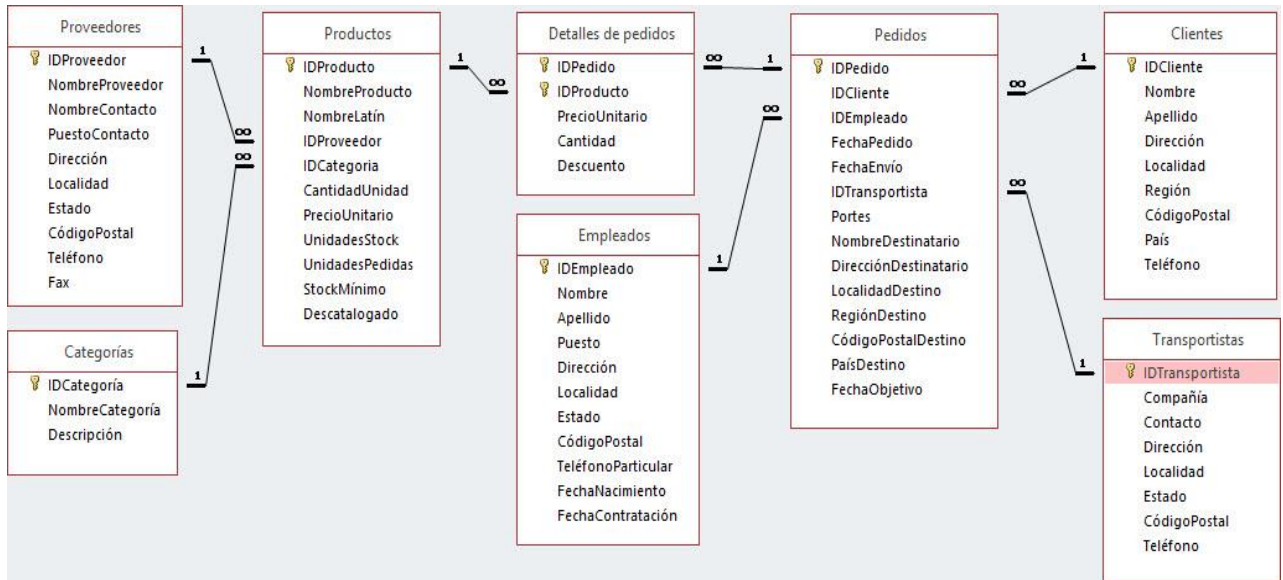 Proveedores
IDProveedor
NombreProveedor
NombreContacto
PuestoContacto
Dirección
Localidad
Estado
CódigoPostal
Teléfono
Fax
Categorías
IDCategoría
NombreCategoría
Descripción
Productos
IDProducto
NombreProducto
NombreLatín
IDProveedor
IDCategoria
CantidadUnidad
PrecioUnitario
UnidadesStock
UnidadesPedidas
StockMínimo
Descatalogado
Detalles de pedidos
IDPedido
IDProducto
PrecioUnitario
Cantidad
Descuento
Empleados
IDEmpleado
Nombre
Apellido
Puesto
Dirección
Localidad
Estado
CódigoPostal
TeléfonoParticular
FechaNacimiento
FechaContratación
Pedidos
IDPedido
IDCliente
IDEmpleado
FechaPedido
FechaEnvío
IDTransportista
Portes
NombreDestinatario
DirecciónDestinatario
LocalidadDestino
RegiónDestino
CódigoPostalDestino
PaísDestino
FechaObjetivo
Clientes
IDCliente
Nombre
Apellido
Dirección
Localidad
Región
CódigoPostal
País
Teléfono
Transportistas
IDTransportista
Compañía
Contacto
Dirección
Localidad
Estado
CódigoPostal
Teléfono
1
∞
∞
1
1
∞
∞
1
∞
1
∞
1
∞
1